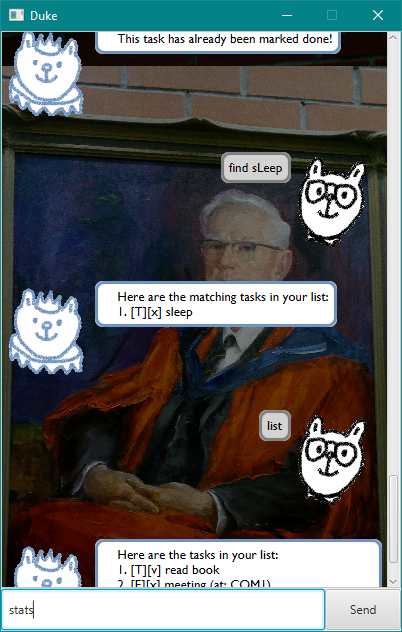 Duke
This task has already been marked done!
find sLeep
Here are the matching tasks in your list:
1. [T][x] sleep
list
Here are the tasks in your list:
1. [T][v] read book
2. [E][x] meeting (at: COM1)
stats
Send